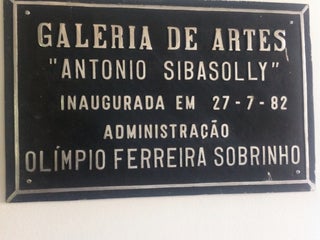 GALERIA DE ARTES
"ANTONIO SIBASOLLY"
INAUGURADA EM 27-7-82
ADMINISTRAÇÃO
OLÍMPIO FERREIRA SOBRINHO